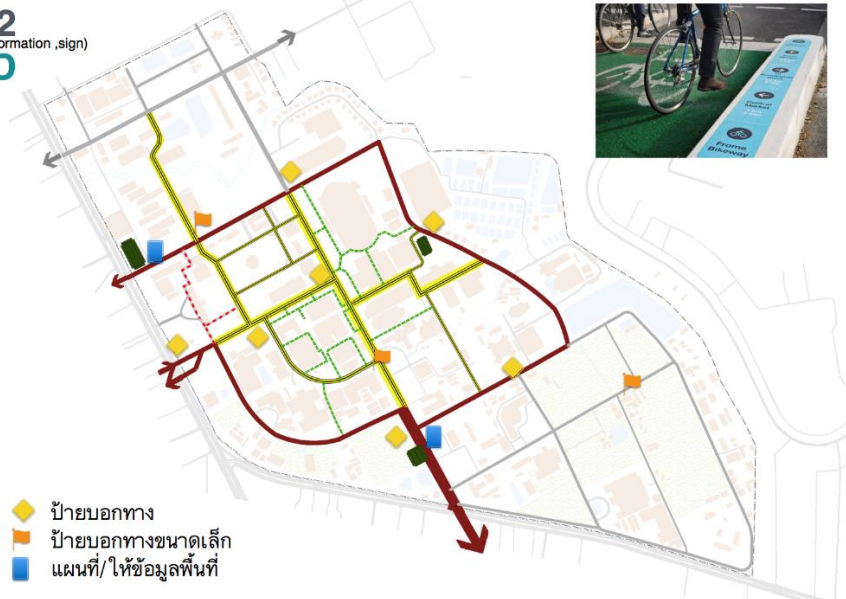 2
ormation ,sign)
D
Frome
Bikeway
ป้ายบอกทาง
ป้ายบอกทางขนาดเล็ก
แผนที่/ให้ข้อมูลพื้นที่